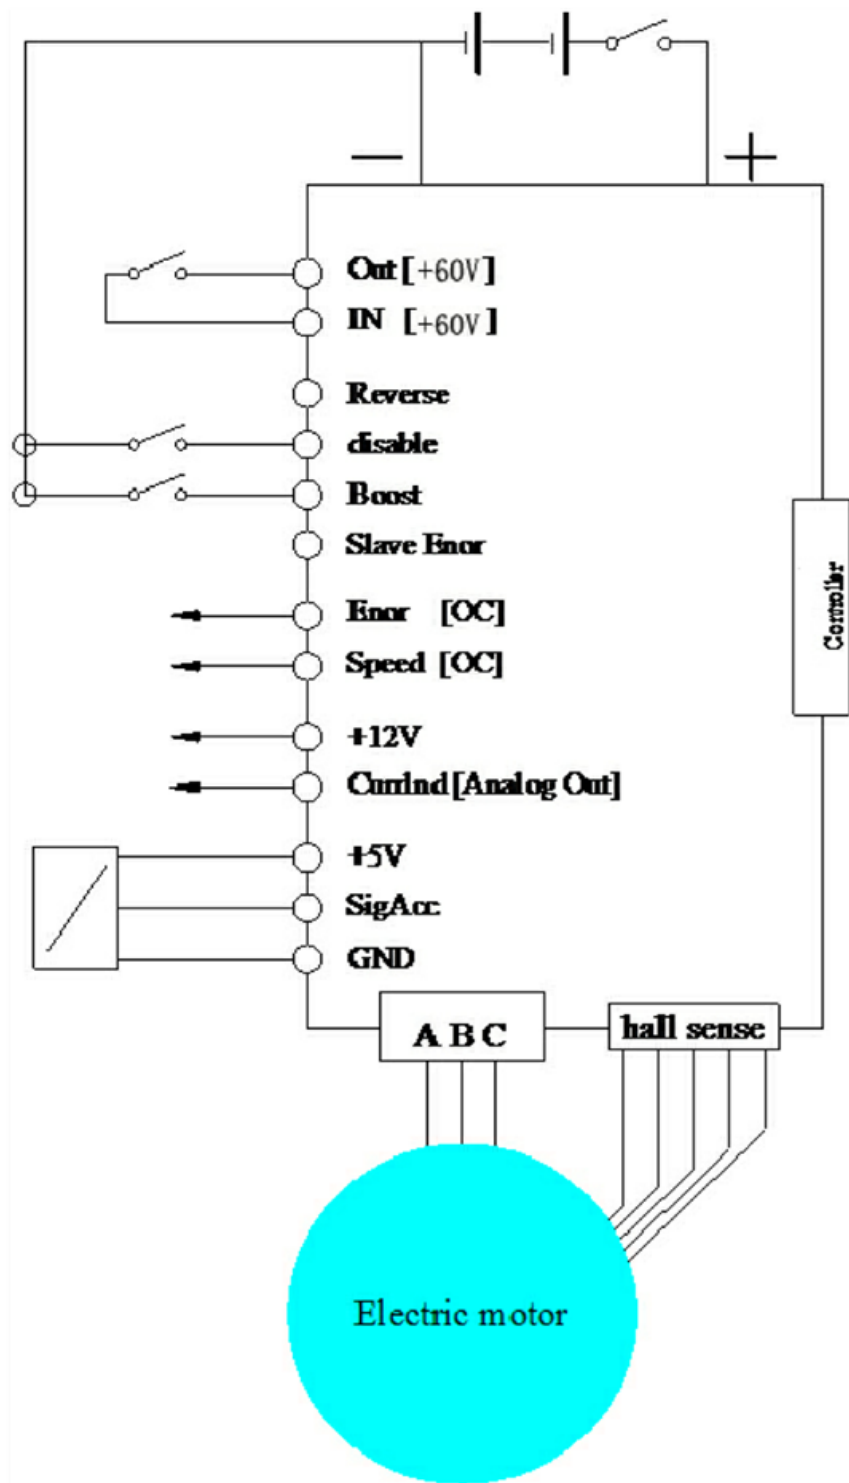 — +
Out [+60V]
IN [+60V]
Reverse
disable
Boost
Slave Enor
Enor [OC]
Speed [OC]
+12V
CurrInd [Analog Out]
+5V
SigAcc
GND
Controller
A B C
hall sense
Electric motor